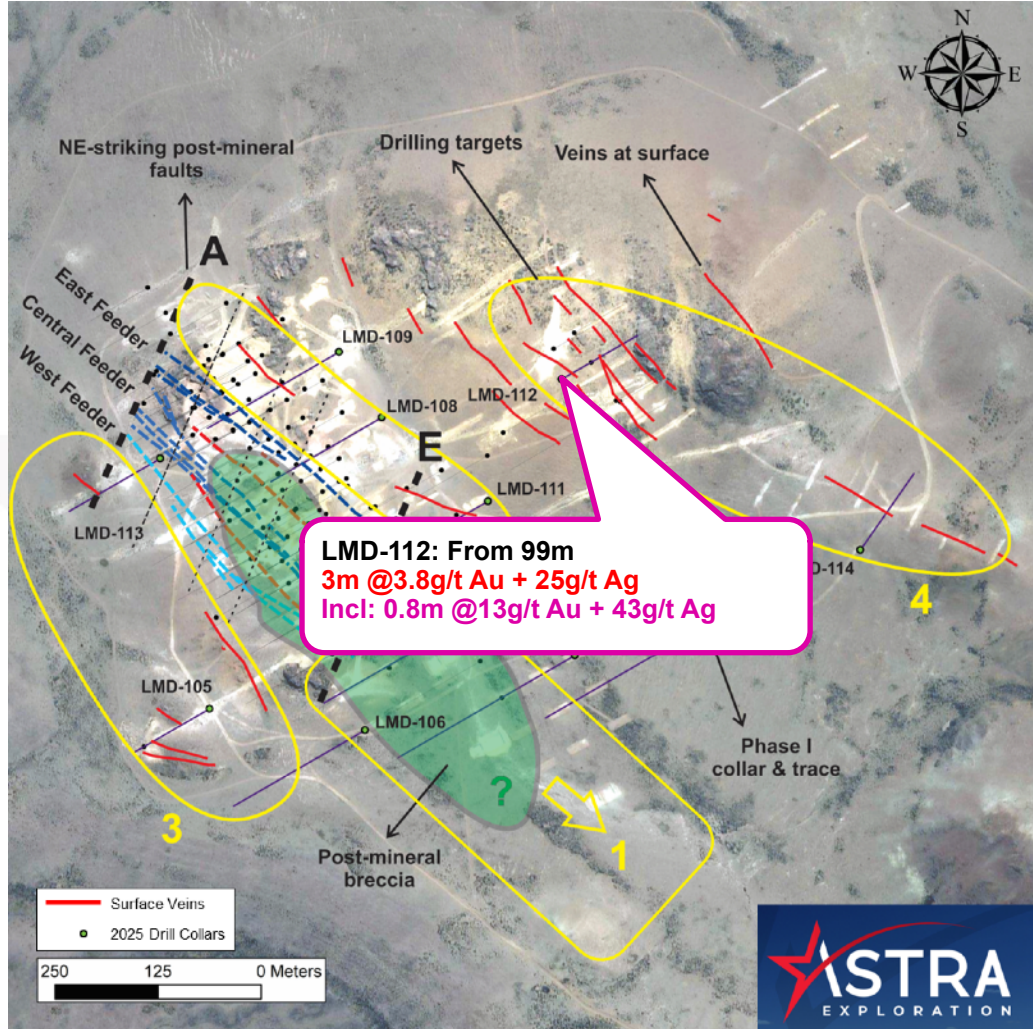 N
W E
S
NE-striking post-mineral
faults
Drilling targets
Veins at surface
A
East Feeder
Central Feeder
West Feeder
LMD-109
LMD-112
LMD-108
E
LMD-111
LMD-113
LMD-112: From 99m
3m @3.8g/t Au + 25g/t Ag
Incl: 0.8m @13g/t Au + 43g/t Ag
D-114
4
LMD-105
LMD-106
Phase I
collar & trace
?
3
1
Post-mineral
breccia
Surface Veins
2025 Drill Collars
250 125 0 Meters
ASTRA
EXPLORATION